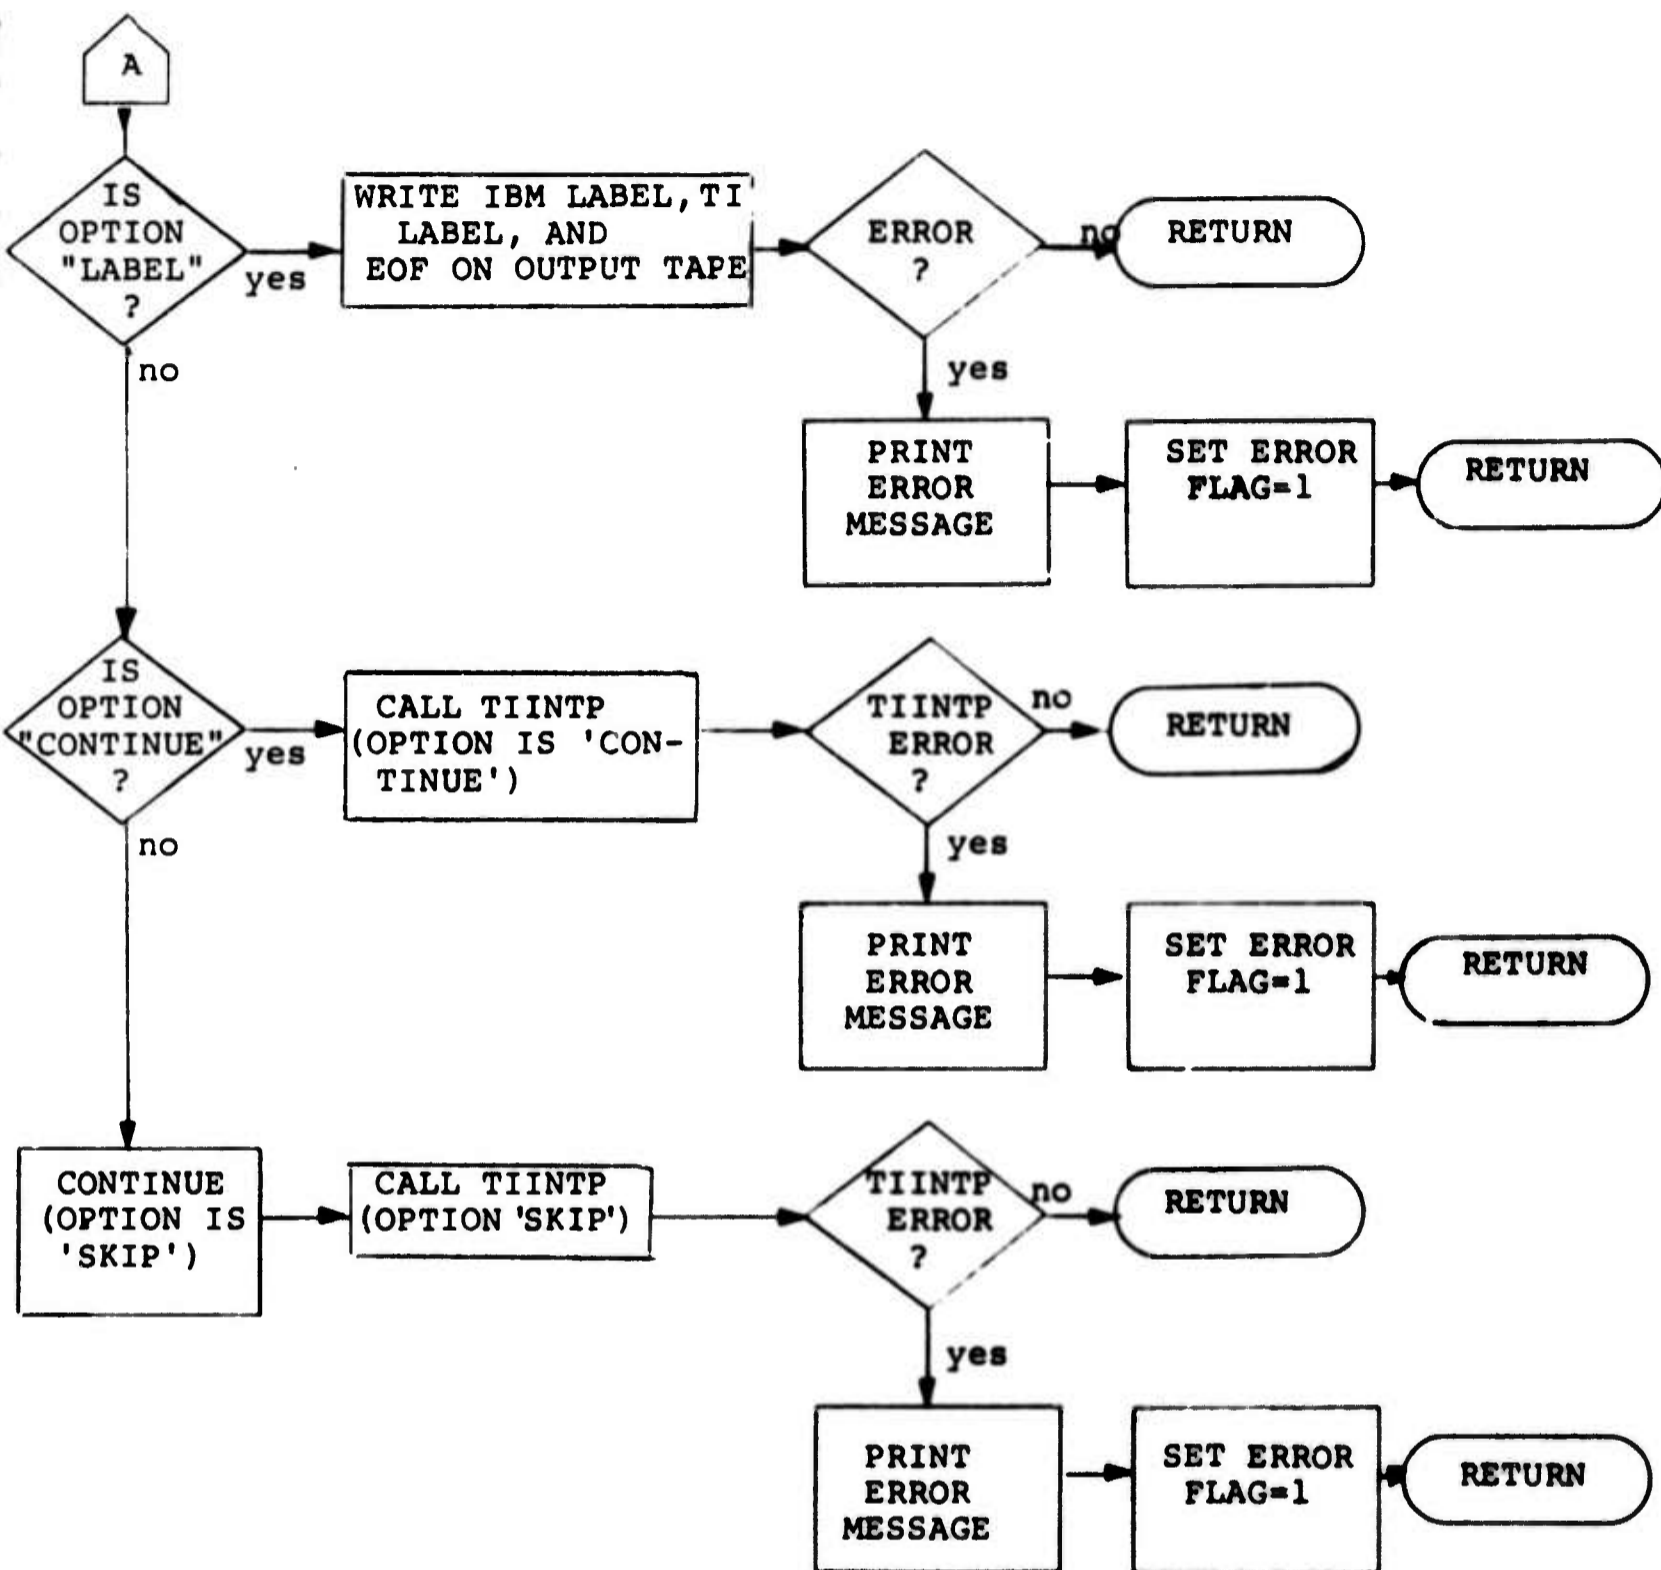 A
IS
OPTION
"LABEL"
?
yes
no
WRITE IBM LABEL, TI
LABEL, AND
EOF ON OUTPUT TAPE
ERROR
?
no
RETURN
yes
PRINT
ERROR
MESSAGE
SET ERROR
FLAG=1
RETURN
IS
OPTION
"CONTINUE"
?
yes
no
CALL TIINTP
(OPTION IS 'CON-
TINUE')
TIINTP
ERROR
?
no
RETURN
yes
PRINT
ERROR
MESSAGE
SET ERROR
FLAG=1
RETURN
CONTINUE
(OPTION IS
'SKIP')
CALL TIINTP
(OPTION 'SKIP')
TIINTP
ERROR
?
no
RETURN
yes
PRINT
ERROR
MESSAGE
SET ERROR
FLAG=1
RETURN